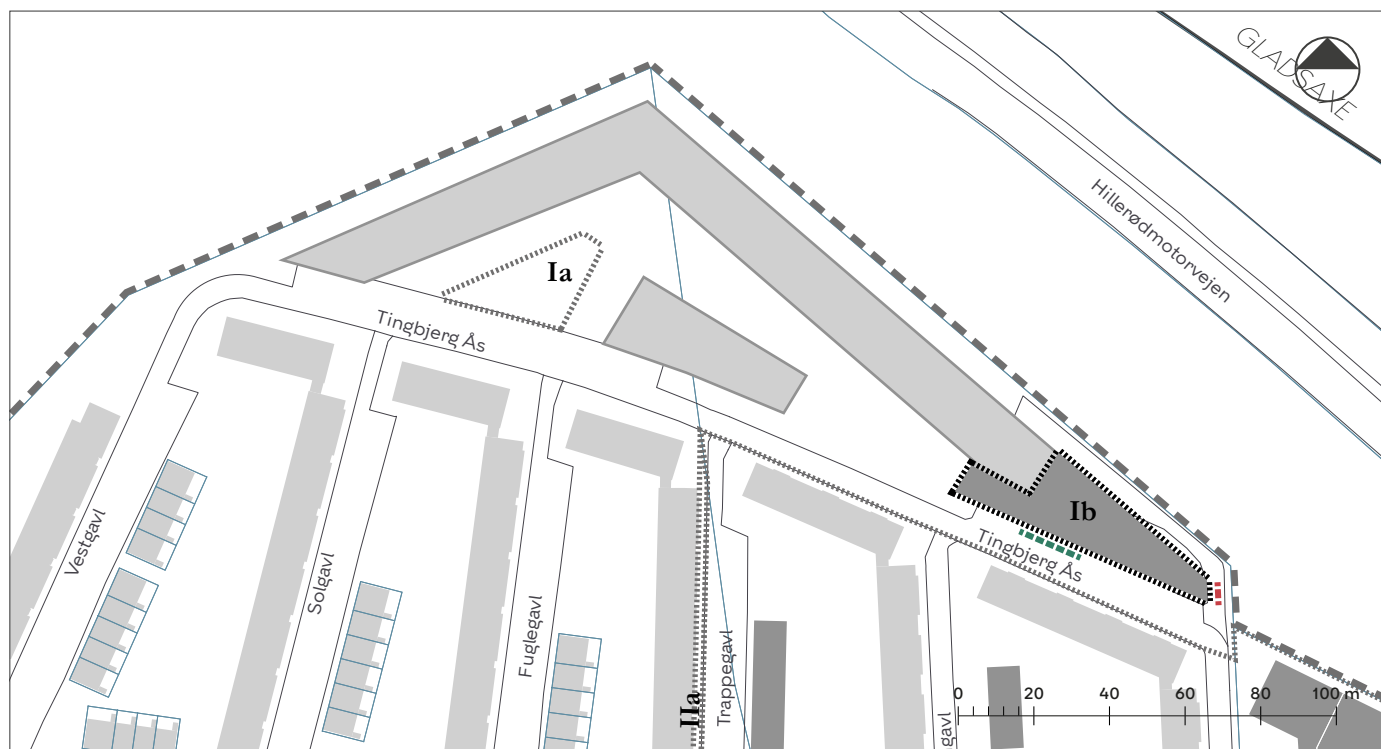 GLADSAXE
Hillerødmotorvejen
Ia
Tingbjerg Ås
Ib
Tingbjerg Ås
Vestgavl
Solgavl
Fuglegavl
IIa
Trappegavl
gavl
0 20 40 60 80 100 m